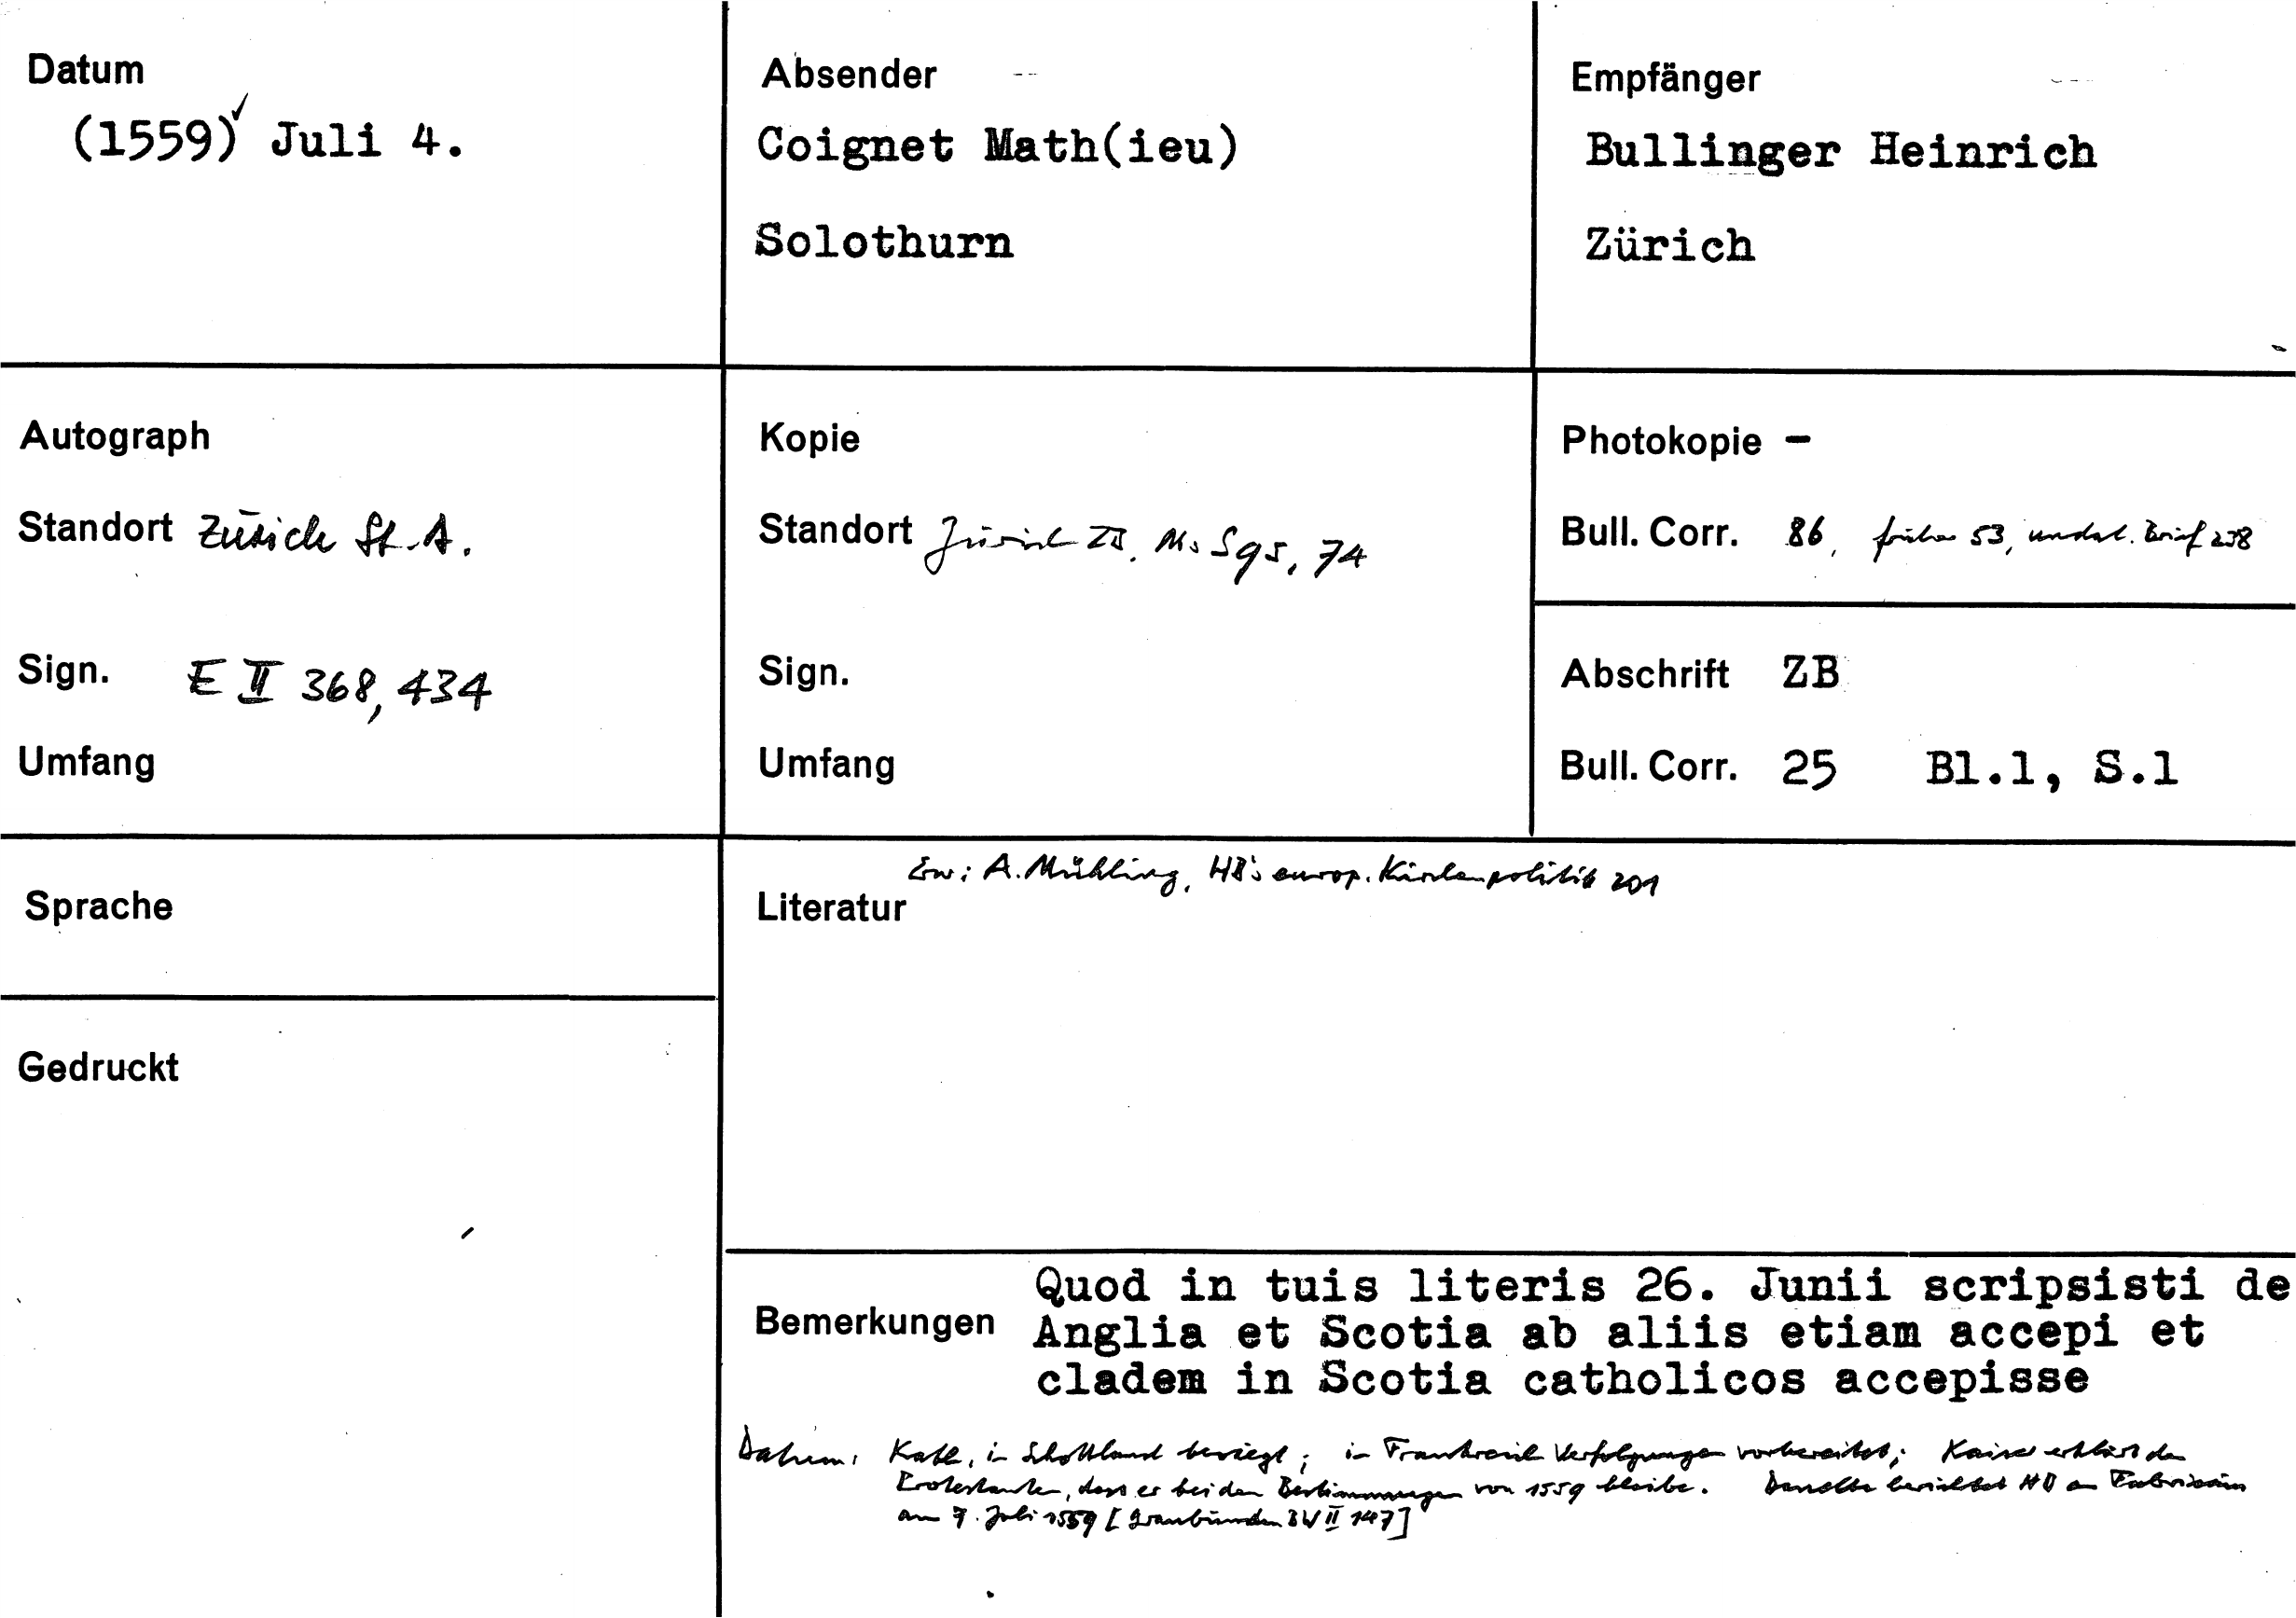 Datum
(1559) Juli 4.
Absender
Coignet Math(ieu)
Solothurn
Empfänger
Bullinger Heinrich
Zürich
Autograph
Standort Zürich St.A.
Sign. E II 368, 434
Umfang
Kopie
Standort Zürich ZB. Ms S 95, 74
Sign.
Umfang
Photokopie –
Bull. Corr. 86, früher 53, undat. Brief 238
Abschrift ZB
Bull. Corr. 25 Bl.1, S.1
Sprache
Gedruckt
Erw: A. Mühling, HB's europ. Kirchenpolitik 201
Literatur
Bemerkungen
Quod in tuis literis 26. Junii scripsisti de
Anglia et Scotia ab aliis etiam accepi et
cladem in Scotia catholicos accepisse
Datum: Kath. in Schottland besiegt; in Frankreich Verfolgungen vorbereitet; Kaiser erklärt den
Protestanten, dass er bei den Bestimmungen von 1559 bleibe. Dasselbe berichtet HB an Fabricius
am 7. Juli 1559 [Graubünden BW II 147]